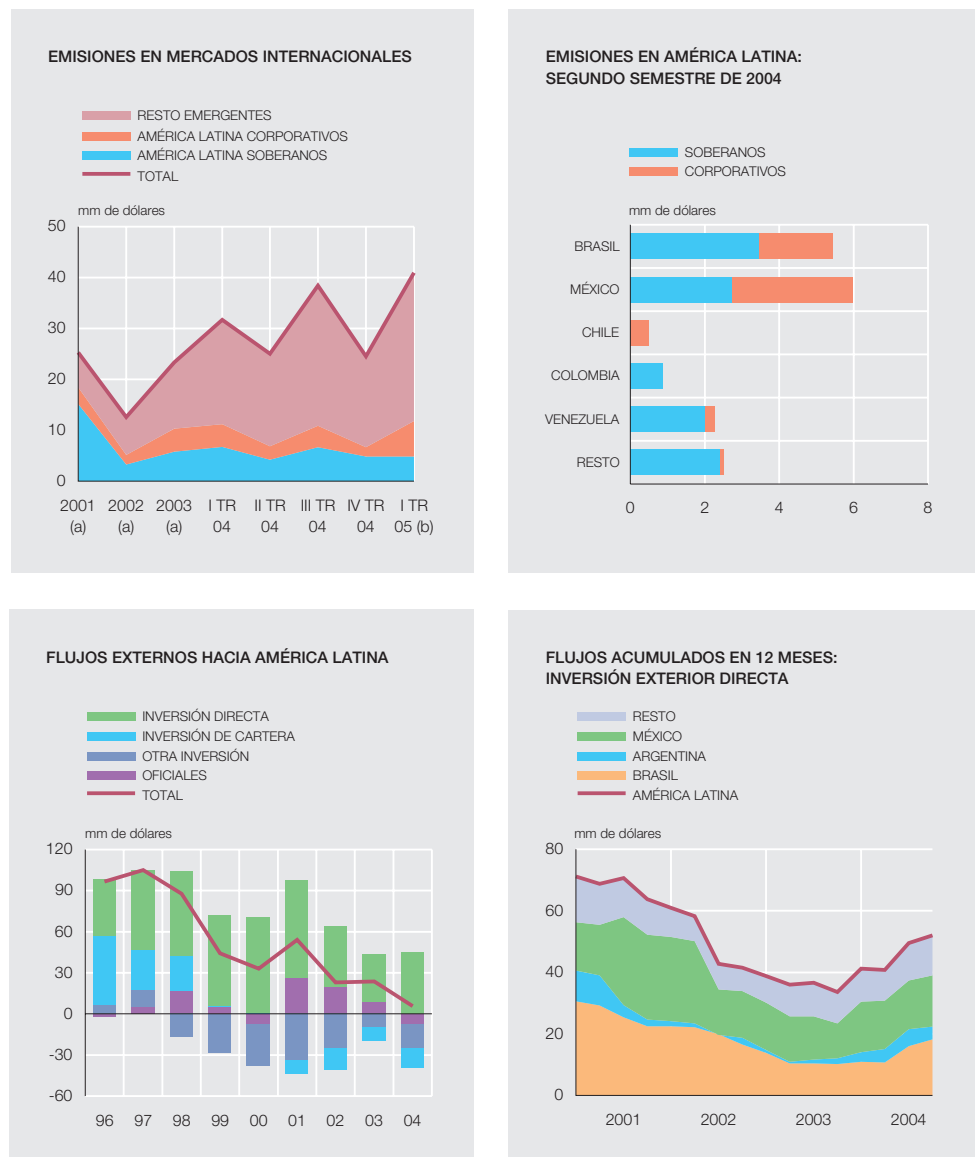 EMISIONES EN MERCADOS INTERNACIONALES
RESTO EMERGENTES
AMÉRICA LATINA CORPORATIVOS
AMÉRICA LATINA SOBERANOS
TOTAL
mm de dólares
50
40
30
20
10
0
2001 2002 2003 I TR II TR III TR IV TR I TR
(a) (a) (a) 04 04 04 04 05 (b)
EMISIONES EN AMÉRICA LATINA:
SEGUNDO SEMESTRE DE 2004
SOBERANOS
CORPORATIVOS
mm de dólares
BRASIL
MÉXICO
CHILE
COLOMBIA
VENEZUELA
RESTO
0 2 4 6 8
FLUJOS EXTERNOS HACIA AMÉRICA LATINA
INVERSIÓN DIRECTA
INVERSIÓN DE CARTERA
OTRA INVERSIÓN
OFICIALES
TOTAL
mm de dólares
120
90
60
30
0
-30
-60
96 97 98 99 00 01 02 03 04
FLUJOS ACUMULADOS EN 12 MESES:
INVERSIÓN EXTERIOR DIRECTA
RESTO
MÉXICO
ARGENTINA
BRASIL
AMÉRICA LATINA
mm de dólares
80
60
40
20
0
2001 2002 2003 2004